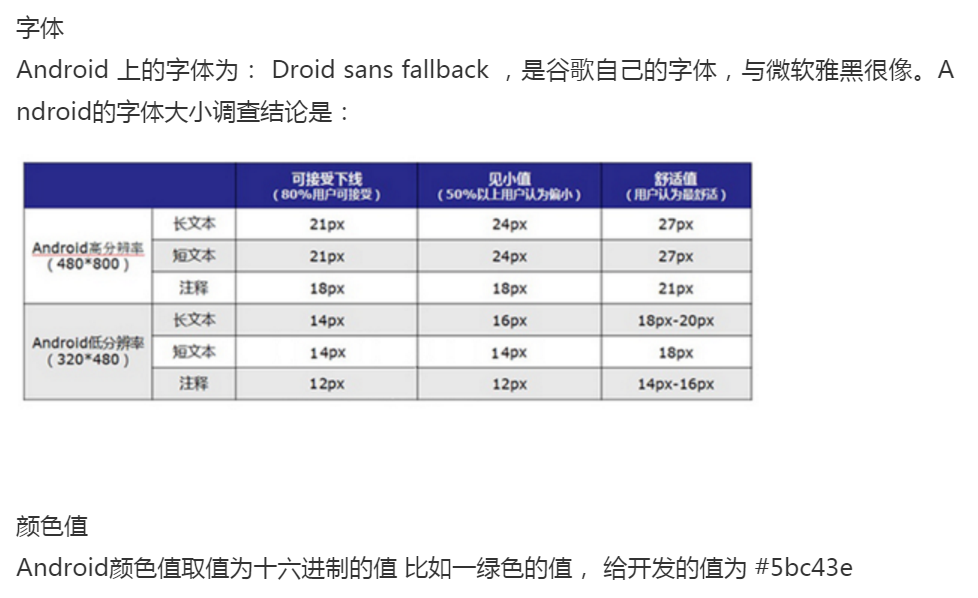 字体
Android 上的字体为： Droid sans fallback ，是谷歌自己的字体，与微软雅黑很像。A
ndroid的字体大小调查结论是：
可接受下线 见小值 舒适值
（80%用户可接受） （50%以上用户认为偏小） （用户认为最舒适）
长文本 21px 24px 27px
Android高分辨率
（480*800）
短文本 21px 24px 27px
注释 18px 18px 21px
长文本 14px 16px 18px-20px
Android低分辨率
（320*480）
短文本 14px 14px 18px
注释 12px 12px 14px-16px
颜色值
Android颜色值取值为十六进制的值 比如一绿色的值， 给开发的值为 #5bc43e